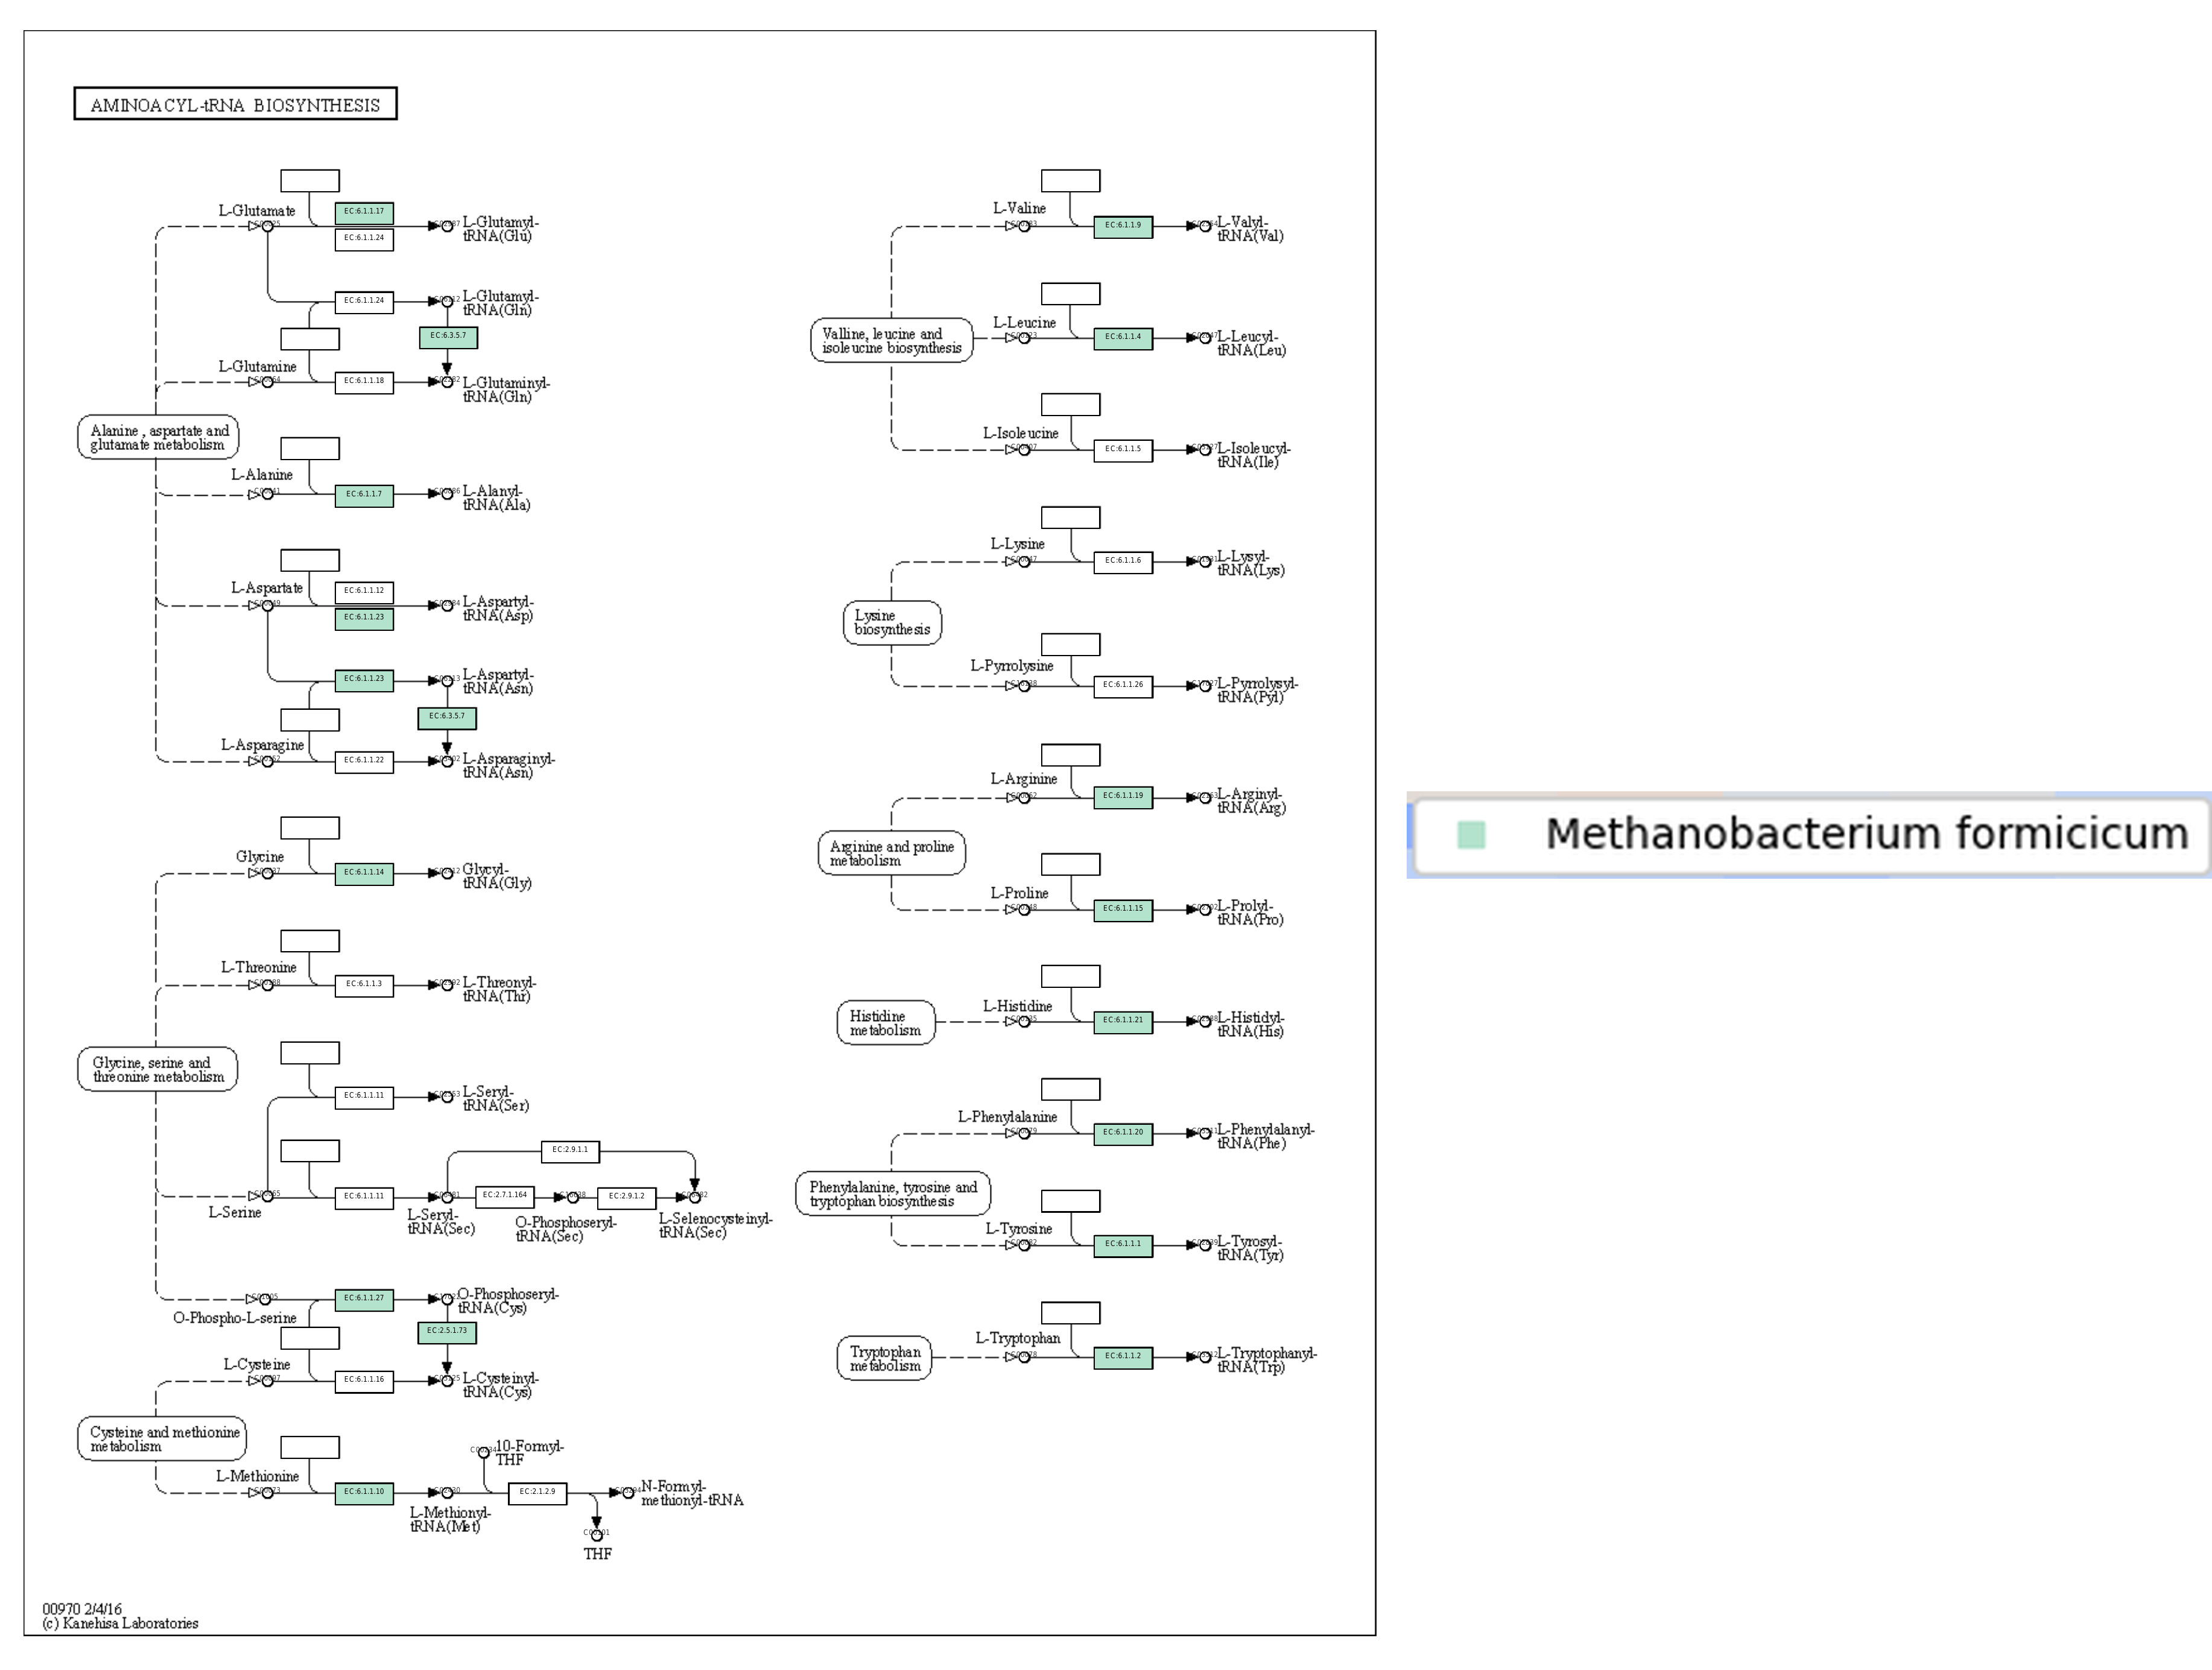 AMINOACYL-tRNA BIOSYNTHESIS
L-Glutamate
EC:6.1.1.17
EC:6.1.1.24
L-Glutamyl-
tRNA(Glu)
EC:6.1.1.24
L-Glutamyl-
tRNA(Gln)
EC:6.3.5.7
L-Glutamine
EC:6.1.1.18
L-Glutaminyl-
tRNA(Gln)
Alanine , aspartate and
glutamate metabolism
L-Alanine
EC:6.1.1.7
L-Alanyl-
tRNA(Ala)
L-Aspartate
EC:6.1.1.12
EC:6.1.1.23
L-Aspartyl-
tRNA(Asp)
EC:6.1.1.23
L-Aspartyl-
tRNA(Asn)
EC:6.3.5.7
L-Asparagine
EC:6.1.1.22
L-Asparaginyl-
tRNA(Asn)
Glycine
EC:6.1.1.14
Glycyl-
tRNA(Gly)
L-Threonine
EC:6.1.1.3
L-Threonyl-
tRNA(Thr)
Glycine, serine and
threonine metabolism
EC:6.1.1.11
L-Seryl-
tRNA(Ser)
EC:2.9.1.1
L-Serine
EC:6.1.1.11
EC:2.7.1.164
EC:2.9.1.2
L-Seryl-
tRNA(Sec)
O-Phosphoseryl-
tRNA(Sec)
L-Selenocysteinyl-
tRNA(Sec)
O-Phospho-L-serine
EC:6.1.1.27
O-Phosphoseryl-
tRNA(Cys)
EC:2.5.1.73
L-Cysteine
EC:6.1.1.16
L-Cysteinyl-
tRNA(Cys)
Cysteine and methionine
metabolism
10-Formyl-
THF
L-Methionine
EC:6.1.1.10
L-Methionyl-
tRNA(Met)
EC:2.1.2.9
N-Formyl-
methionyl-tRNA
THF
00970 2/4/16
(c) Kanehisa Laboratories
L-Valine
EC:6.1.1.9
L-Valyl-
tRNA(Val)
Valline, leucine and
isoleucine biosynthesis
L-Leucine
EC:6.1.1.4
L-Leucyl-
tRNA(Leu)
L-Isoleucine
EC:6.1.1.5
L-Isoleucyl-
tRNA(Ile)
L-Lysine
EC:6.1.1.6
L-Lysyl-
tRNA(Lys)
Lysine
biosynthesis
L-Pyrrolysine
EC:6.1.1.26
L-Pyrrolysyl-
tRNA(Pyl)
L-Arginine
EC:6.1.1.19
L-Arginyl-
tRNA(Arg)
Arginine and proline
metabolism
L-Proline
EC:6.1.1.15
L-Prolyl-
tRNA(Pro)
Histidine
metabolism
L-Histidine
EC:6.1.1.21
L-Histidyl-
tRNA(His)
L-Phenylalanine
EC:6.1.1.20
L-Phenylalanyl-
tRNA(Phe)
Phenylalanine, tyrosine and
tryptophan biosynthesis
L-Tyrosine
EC:6.1.1.1
L-Tyrosyl-
tRNA(Tyr)
Tryptophan
metabolism
L-Tryptophan
EC:6.1.1.2
L-Tryptophanyl-
tRNA(Trp)
Methanobacterium formicicum